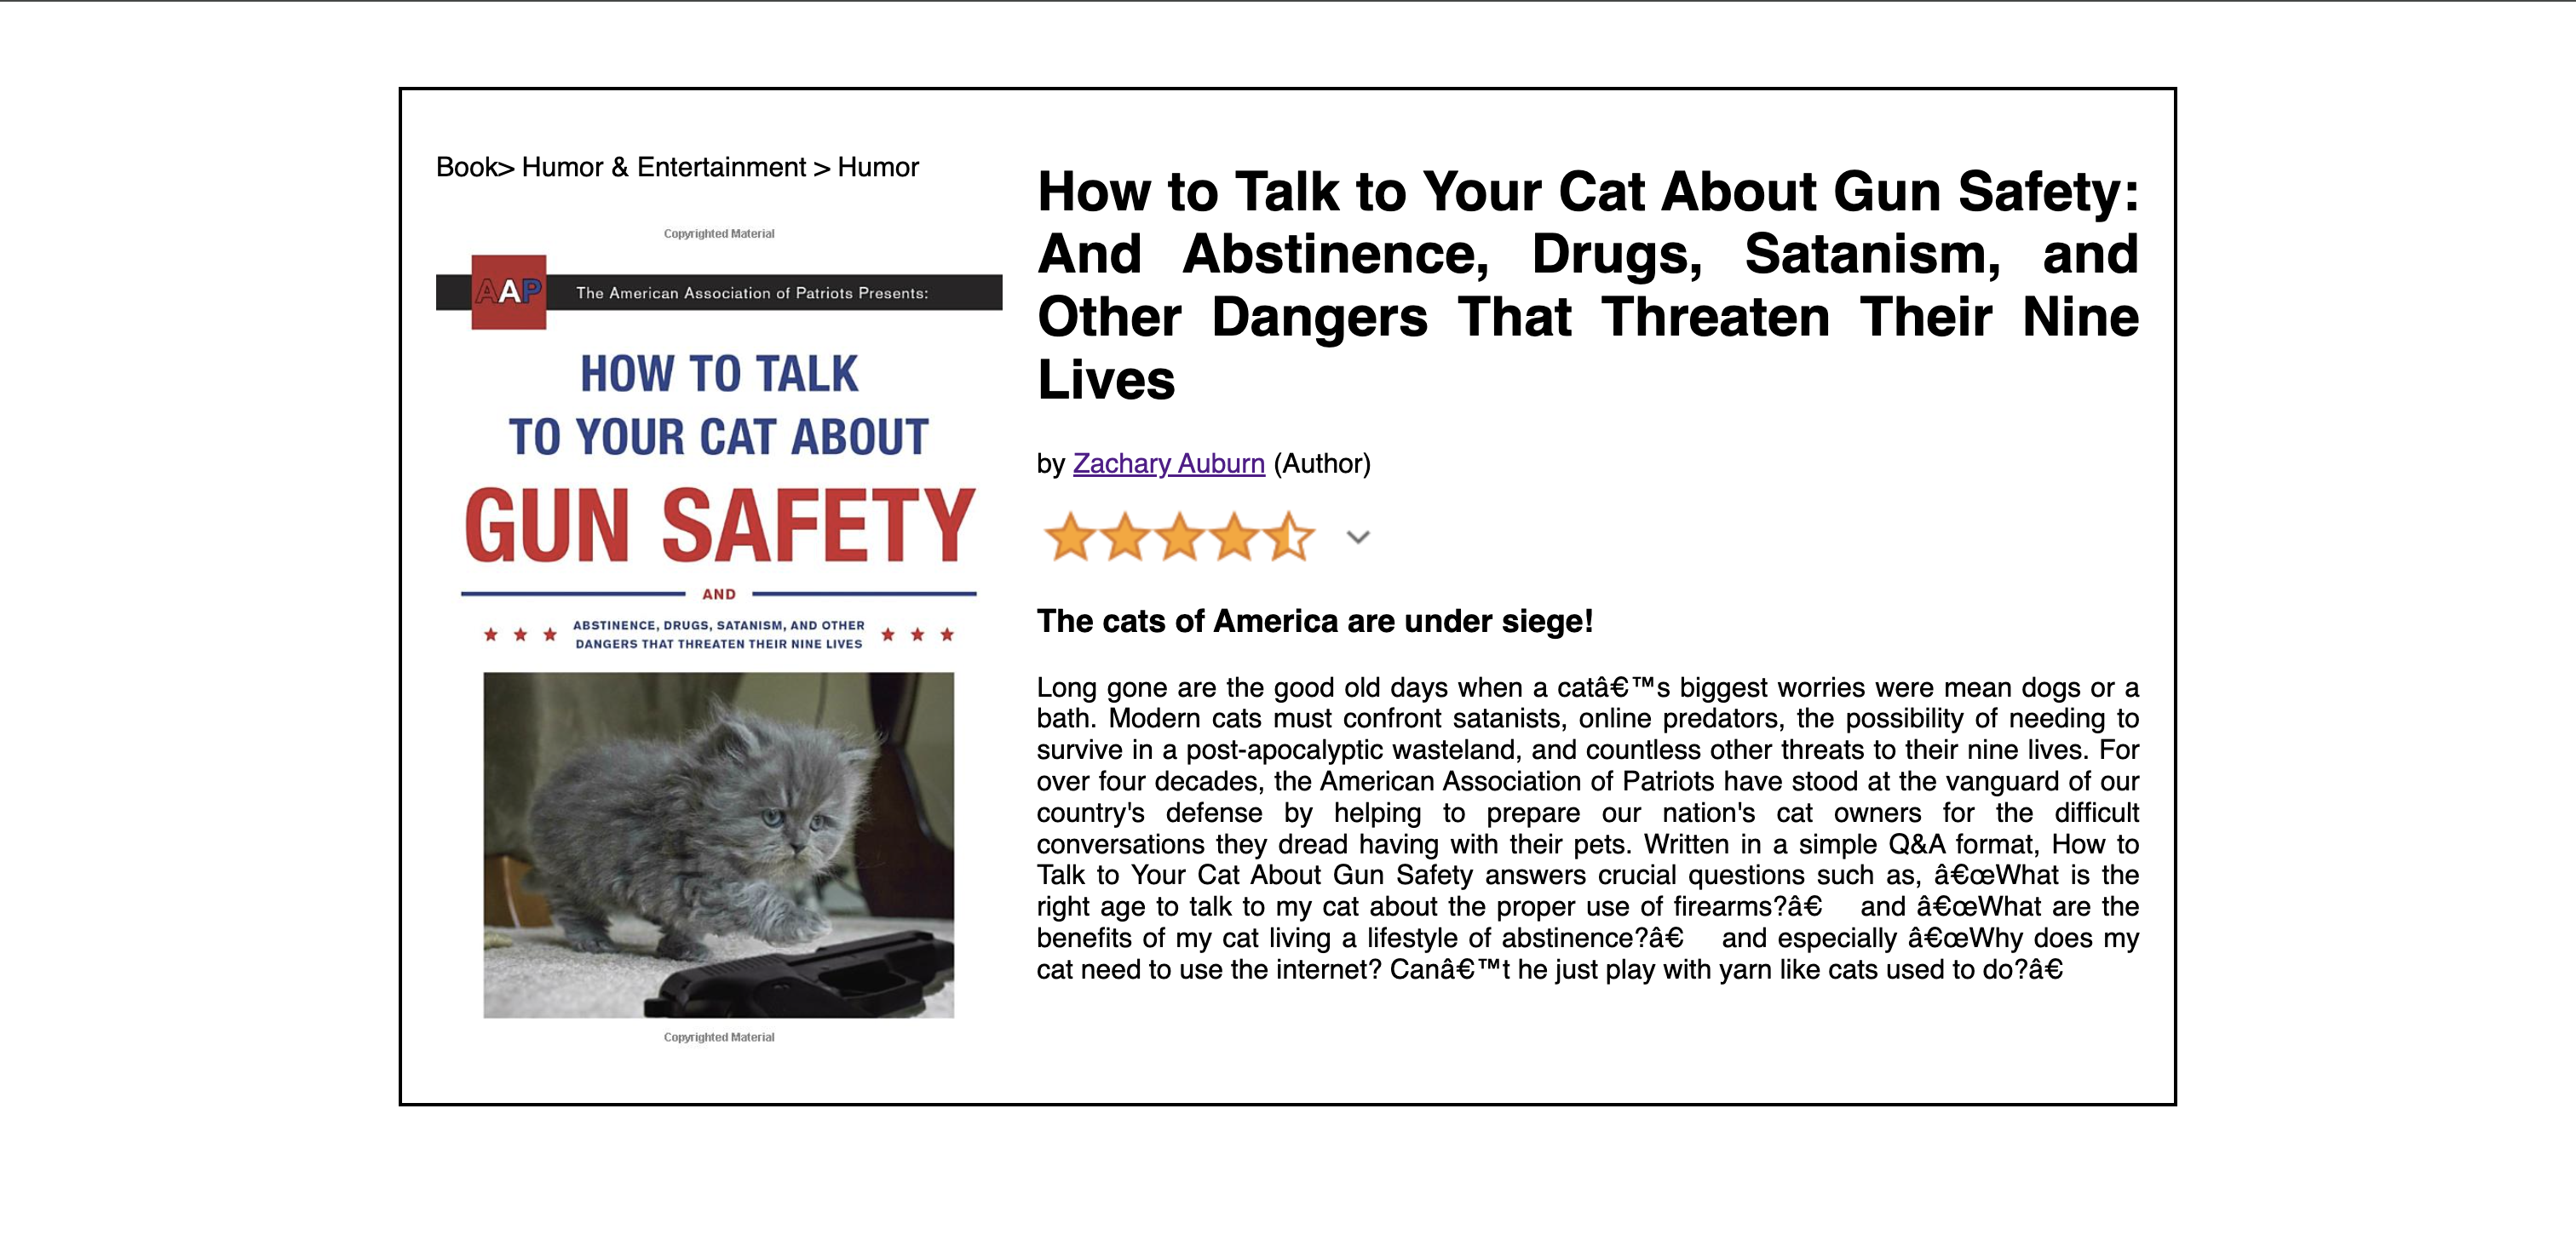 Book> Humor & Entertainment > Humor
Copyrighted Material
AAP
The American Association of Patriots Presents:
HOW TO TALK
TO YOUR CAT ABOUT
GUN SAFETY
AND
ABSTINENCE, DRUGS, SATANISM, AND OTHER
DANGERS THAT THREATEN THEIR NINE LIVES
Copyrighted Material
How to Talk to Your Cat About Gun Safety:
And Abstinence, Drugs, Satanism, and
Other Dangers That Threaten Their Nine
Lives
by Zachary Auburn (Author)
The cats of America are under siege!
Long gone are the good old days when a catâ€™s biggest worries were mean dogs or a
bath. Modern cats must confront satanists, online predators, the possibility of needing to
survive in a post-apocalyptic wasteland, and countless other threats to their nine lives. For
over four decades, the American Association of Patriots have stood at the vanguard of our
country's defense by helping to prepare our nation's cat owners for the difficult
conversations they dread having with their pets. Written in a simple Q&A format, How to
Talk to Your Cat About Gun Safety answers crucial questions such as, â€œWhat is the
right age to talk to my cat about the proper use of firearms?â€ and â€œWhat are the
benefits of my cat living a lifestyle of abstinence?â€ and especially â€œWhy does my
cat need to use the internet? Canâ€™t he just play with yarn like cats used to do?â€